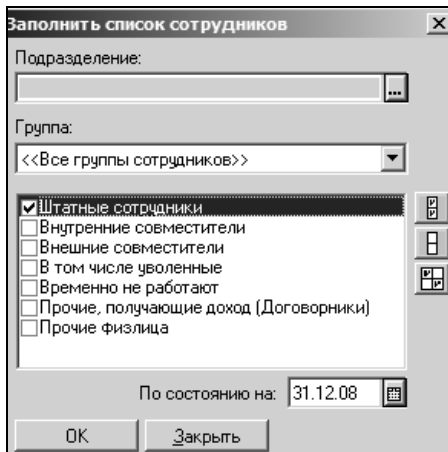 Заполнить список сотрудников
Подразделение:
...
Группа:
<<Все группы сотрудников>>
Штатные сотрудники
Внутренние совместители
Внешние совместители
В том числе уволенные
Временно не работают
Прочие, получающие доход (Договорники)
Прочие физлица
По состоянию на: 31.12.08
OK Закрыть